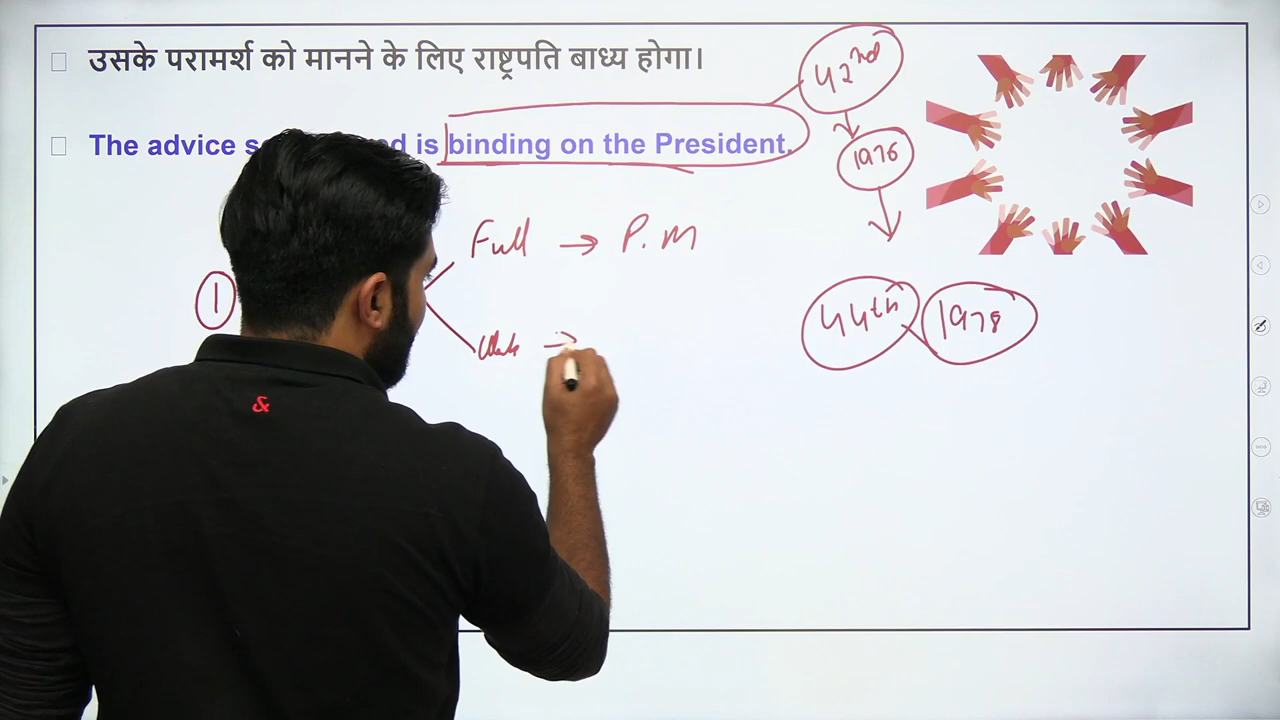 उसके परामर्श को मानने के लिए राष्ट्रपति बाध्य होगा।
42nd
The advice s d is binding on the President.
1976
Full → P.M
1
44th 1978
→
&